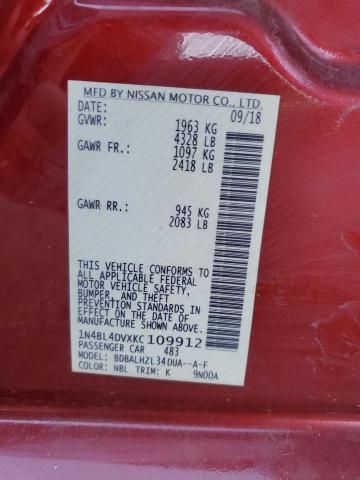 MFD BY NISSAN MOTOR CO., LTD.
DATE: 09/18
GVWR: 1963 KG
4328 LB
GAWR FR.: 1097 KG
2418 LB
GAWR RR.: 945 KG
2083 LB
THIS VEHICLE CONFORMS TO ALL APPLICABLE FEDERAL MOTOR VEHICLE SAFETY, BUMPER, AND THEFT PREVENTION STANDARDS IN EFFECT ON THE DATE OF MANUFACTURE SHOWN ABOVE.
1N4BL4DVXKC109912
PASSENGER CAR 483
MODEL: BDBALHZL34DUA--A-F
COLOR: NBL TRIM: K 9N00A